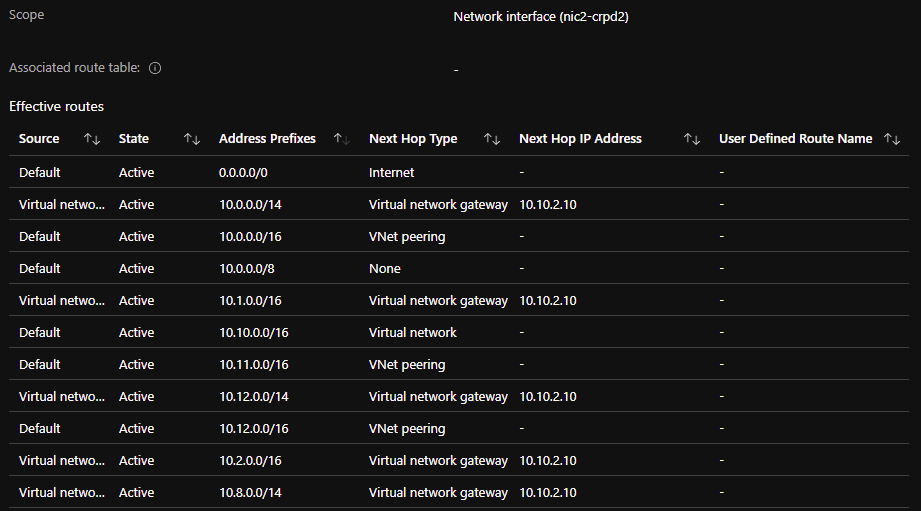 Scope Network interface (nic2-crpd2)
Associated route table: -
Effective routes
Source State Address Prefixes Next Hop Type Next Hop IP Address User Defined Route Name
Default Active 0.0.0.0/0 Internet - -
Virtual netwo... Active 10.0.0.0/14 Virtual network gateway 10.10.2.10 -
Default Active 10.0.0.0/16 VNet peering - -
Default Active 10.0.0.0/8 None - -
Virtual netwo... Active 10.1.0.0/16 Virtual network gateway 10.10.2.10 -
Default Active 10.10.0.0/16 Virtual network - -
Default Active 10.11.0.0/16 VNet peering - -
Virtual netwo... Active 10.12.0.0/14 Virtual network gateway 10.10.2.10 -
Default Active 10.12.0.0/16 VNet peering - -
Virtual netwo... Active 10.2.0.0/16 Virtual network gateway 10.10.2.10 -
Virtual netwo... Active 10.8.0.0/14 Virtual network gateway 10.10.2.10 -